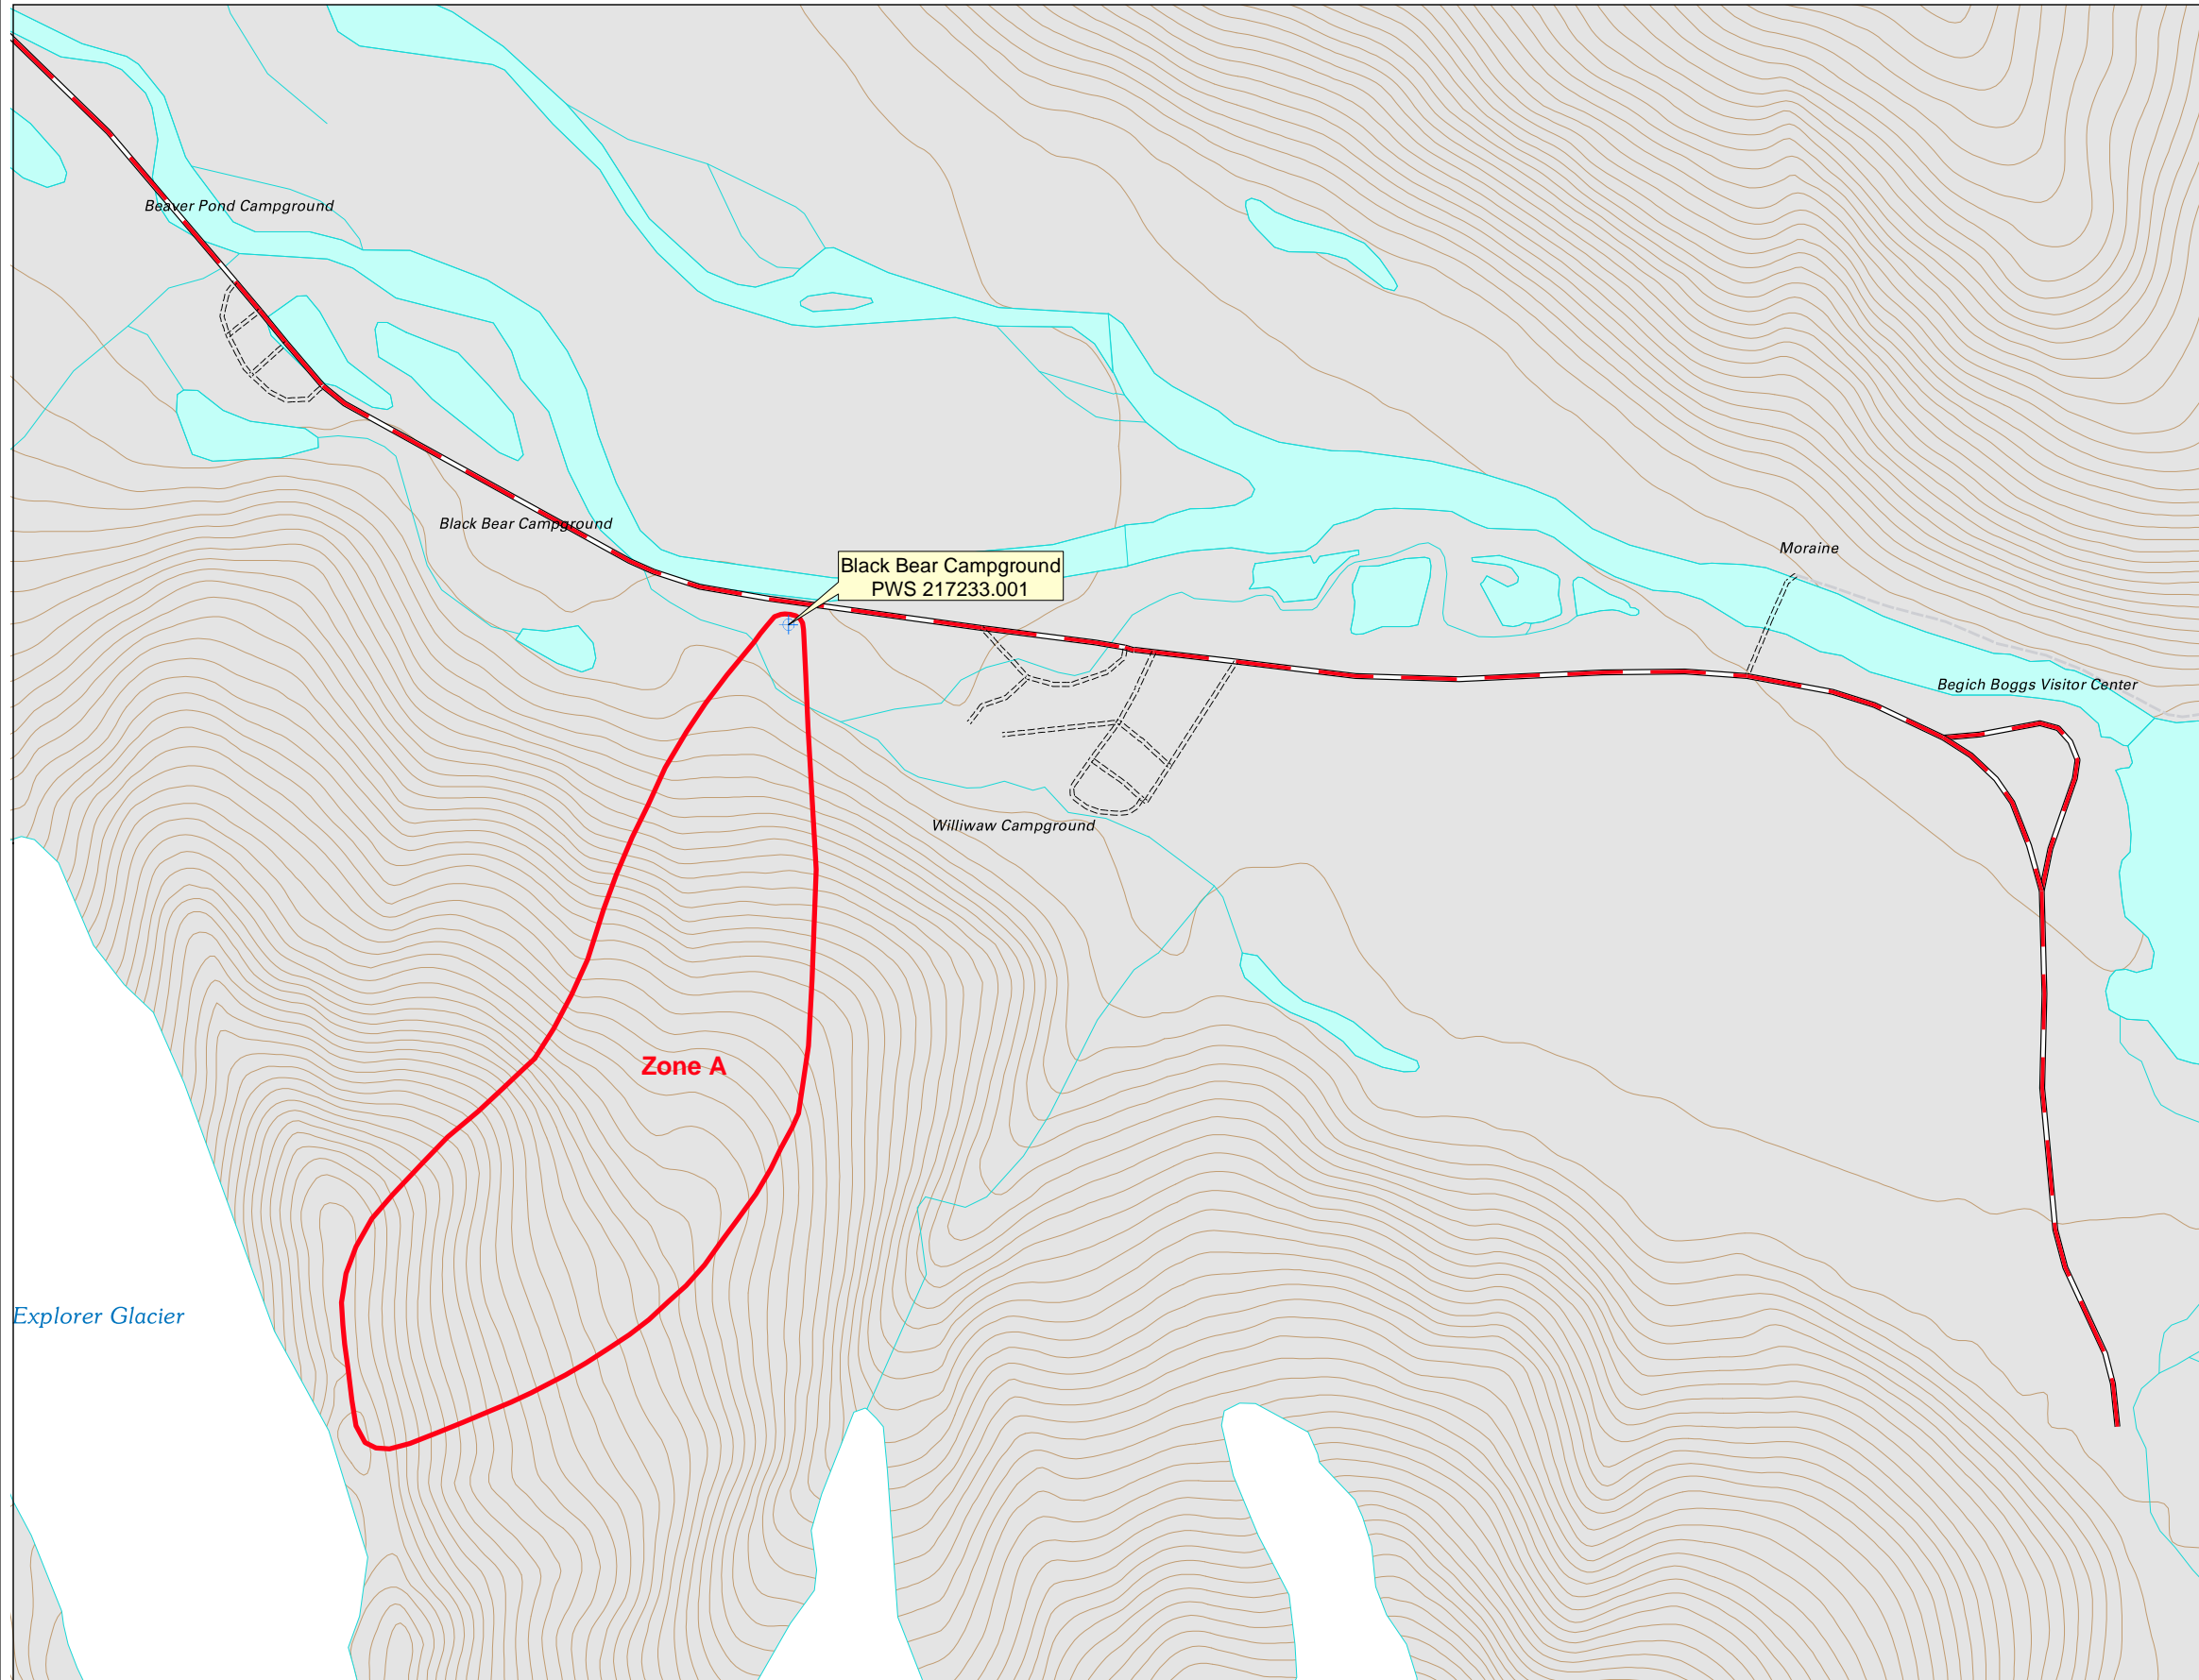 Beaver Pond Campground
Black Bear Campground
Black Bear Campground
PWS 217233.001
Moraine
Begich Boggs Visitor Center
Williwaw Campground
Zone A
Explorer Glacier